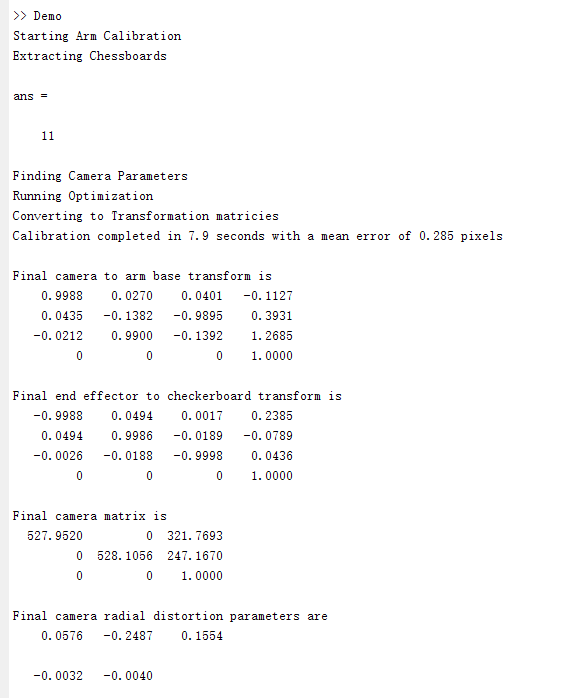 >> Demo
Starting Arm Calibration
Extracting Chessboards
ans =
11
Finding Camera Parameters
Running Optimization
Converting to Transformation matricies
Calibration completed in 7.9 seconds with a mean error of 0.285 pixels
Final camera to arm base transform is
0.9988 0.0270 0.0401 -0.1127
0.0435 -0.1382 -0.9895 0.3931
-0.0212 0.9900 -0.1392 1.2685
0 0 0 1.0000
Final end effector to checkerboard transform is
-0.9988 0.0494 0.0017 0.2385
0.0494 0.9986 -0.0189 -0.0789
-0.0026 -0.0188 -0.9998 0.0436
0 0 0 1.0000
Final camera matrix is
527.9520 0 321.7693
0 528.1056 247.1670
0 0 1.0000
Final camera radial distortion parameters are
0.0576 -0.2487 0.1554
-0.0032 -0.0040